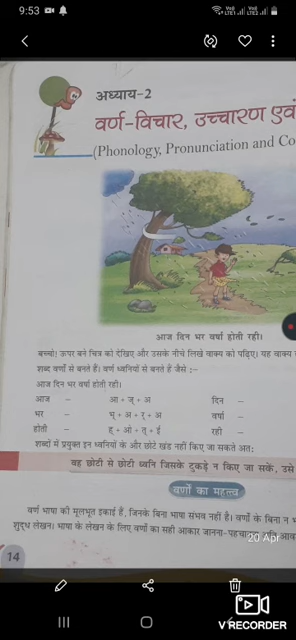 9:53
अध्याय-2
वर्ण-विचार, उच्चारण एवं
(Phonology, Pronunciation and Co
आज दिन भर वर्षा होती रही।
बच्चो! ऊपर बने चित्र को देखिए और उसके नीचे लिखे वाक्य को पढ़िए। यह वाक्य
शब्द वर्णों से बनते हैं। वर्ण ध्वनियों से बनते हैं जैसे :–
आज दिन भर वर्षा होती रही।
आज – आ + ज् + अ दिन –
भर – भ् + अ + र् + अ वर्षा –
होती – ह् + ओ + त् + ई रही –
शब्दों में प्रयुक्त इन ध्वनियों के और छोटे खंड नहीं किए जा सकते अतः
वह छोटी से छोटी ध्वनि जिसके टुकड़े न किए जा सकें, उसे
वर्णों का महत्व
वर्ण भाषा की मूलभूत इकाई हैं, जिनके बिना भाषा संभव नहीं है। वर्णों के बिना न
शुद्ध लेखन। भाषा के लेखन के लिए वर्णों का सही आकार जानना-पहचानना
20 Apr
14
V RECORDER